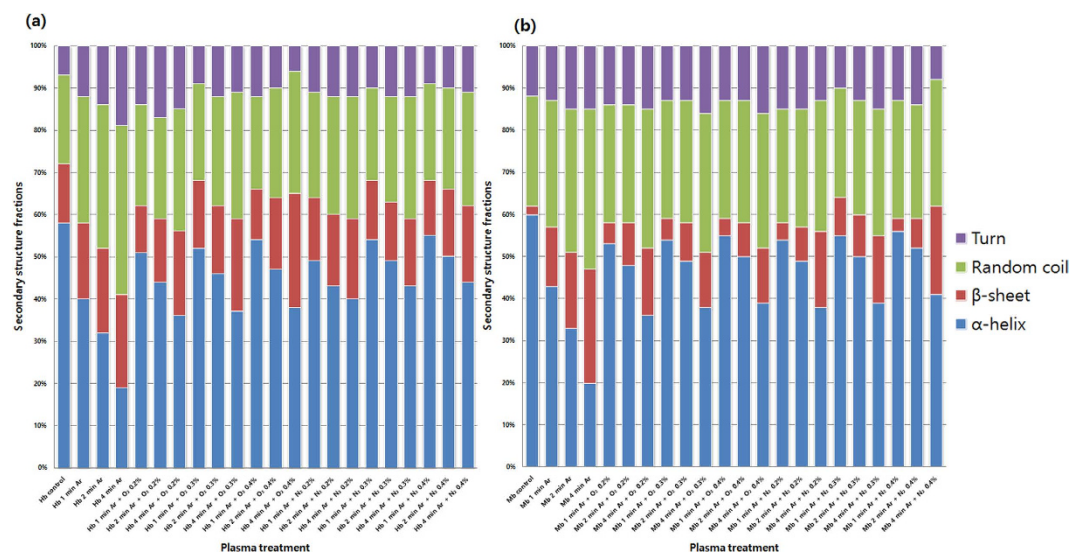 (a)
100%
90%
80%
70%
60%
50%
40%
30%
20%
10%
0%
Secondary structure fractions
Hb control
Hb 1 min Ar
Hb 2 min Ar
Hb 4 min Ar
Hb 1 min Ar + O₂ 0.2%
Hb 2 min Ar + O₂ 0.2%
Hb 4 min Ar + O₂ 0.2%
Hb 1 min Ar + O₂ 0.3%
Hb 2 min Ar + O₂ 0.3%
Hb 4 min Ar + O₂ 0.3%
Hb 1 min Ar + O₂ 0.4%
Hb 2 min Ar + O₂ 0.4%
Hb 4 min Ar + O₂ 0.4%
Hb 1 min Ar + N₂ 0.2%
Hb 2 min Ar + N₂ 0.2%
Hb 4 min Ar + N₂ 0.2%
Hb 1 min Ar + N₂ 0.3%
Hb 2 min Ar + N₂ 0.3%
Hb 4 min Ar + N₂ 0.3%
Hb 1 min Ar + N₂ 0.4%
Hb 2 min Ar + N₂ 0.4%
Hb 4 min Ar + N₂ 0.4%
Plasma treatment
(b)
100%
90%
80%
70%
60%
50%
40%
30%
20%
10%
0%
Secondary structure fractions
Mb control
Mb 1 min Ar
Mb 2 min Ar
Mb 4 min Ar
Mb 1 min Ar + O₂ 0.2%
Mb 2 min Ar + O₂ 0.2%
Mb 4 min Ar + O₂ 0.2%
Mb 1 min Ar + O₂ 0.3%
Mb 2 min Ar + O₂ 0.3%
Mb 4 min Ar + O₂ 0.3%
Mb 1 min Ar + O₂ 0.4%
Mb 2 min Ar + O₂ 0.4%
Mb 4 min Ar + O₂ 0.4%
Mb 1 min Ar + N₂ 0.2%
Mb 2 min Ar + N₂ 0.2%
Mb 4 min Ar + N₂ 0.2%
Mb 1 min Ar + N₂ 0.3%
Mb 2 min Ar + N₂ 0.3%
Mb 4 min Ar + N₂ 0.3%
Mb 1 min Ar + N₂ 0.4%
Mb 2 min Ar + N₂ 0.4%
Mb 4 min Ar + N₂ 0.4%
Plasma treatment
Turn
Random coil
β-sheet
α-helix